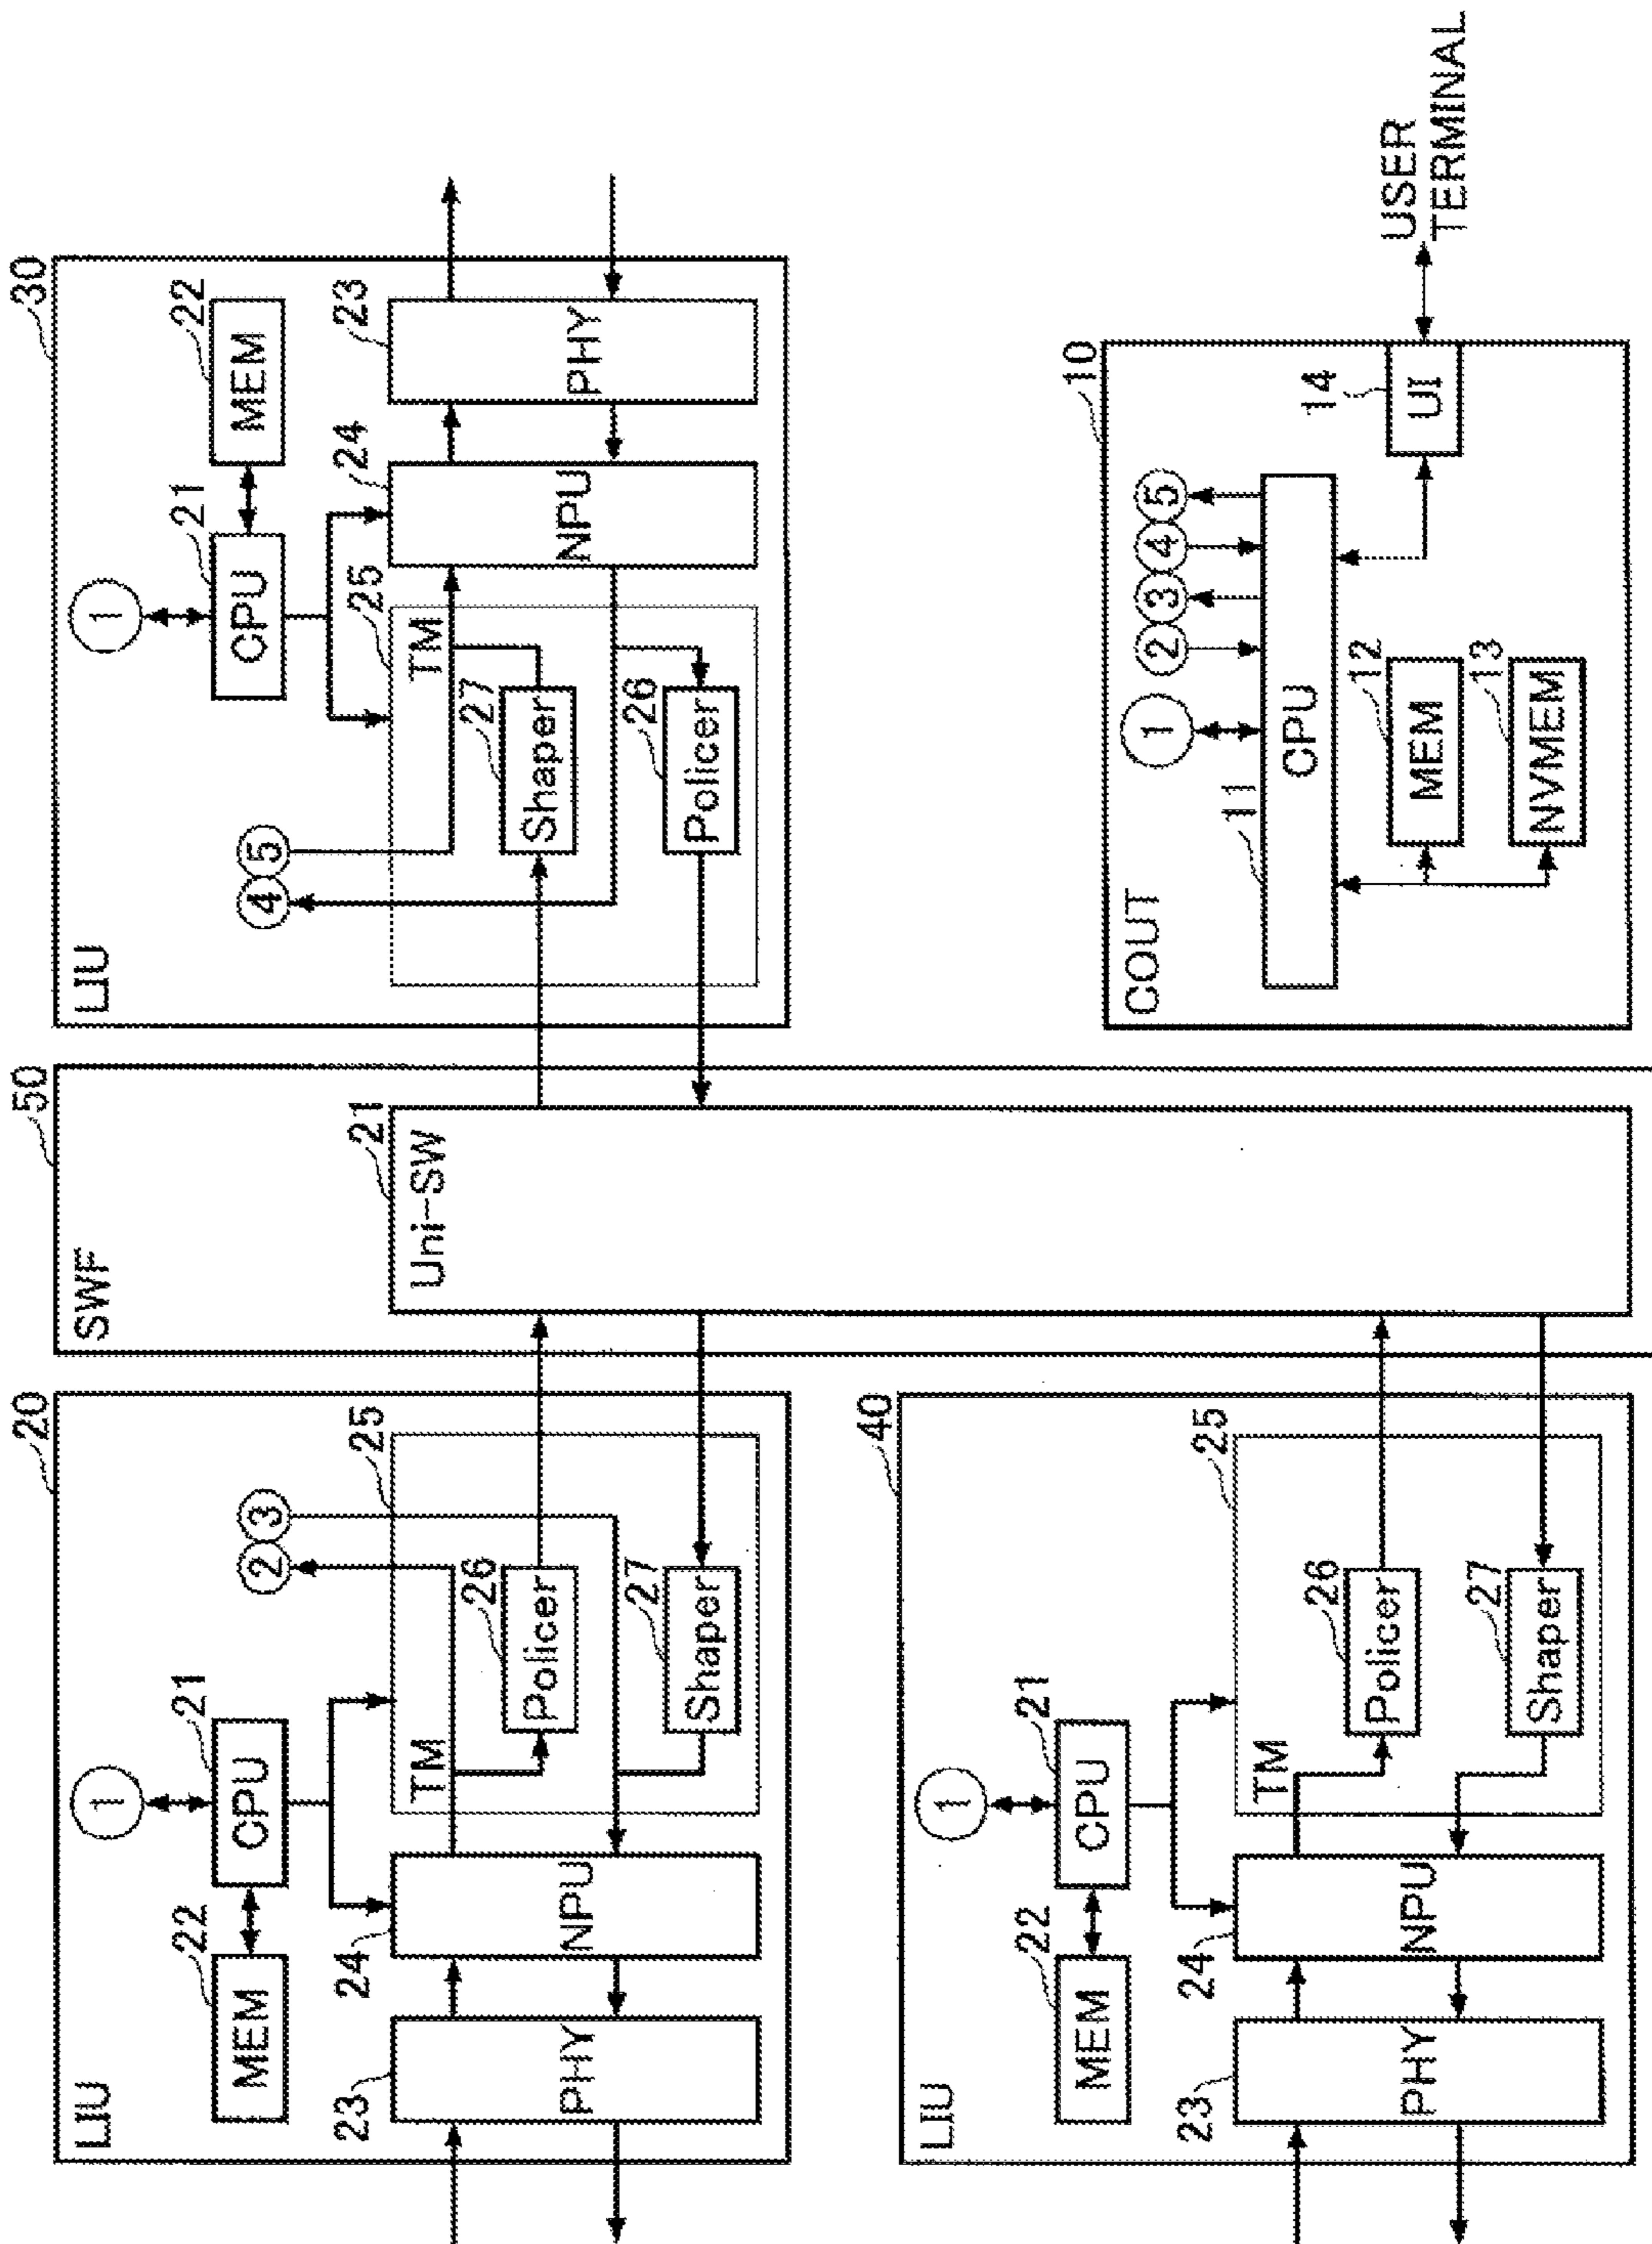 20
LIU
1
MEM
22
CPU
21
2
3
23
PHY
24
NPU
25
TM
26
Policer
27
Shaper
50
SWF
21
Uni-SW
30
LIU
1
CPU
21
MEM
22
4
5
25
TM
27
Shaper
26
Policer
24
NPU
23
PHY
40
LIU
1
MEM
22
CPU
21
23
PHY
24
NPU
25
TM
26
Policer
27
Shaper
10
COUT
1
2
3
4
5
11
CPU
14
UI
MEM
12
NVMEM
13
USER
TERMINAL